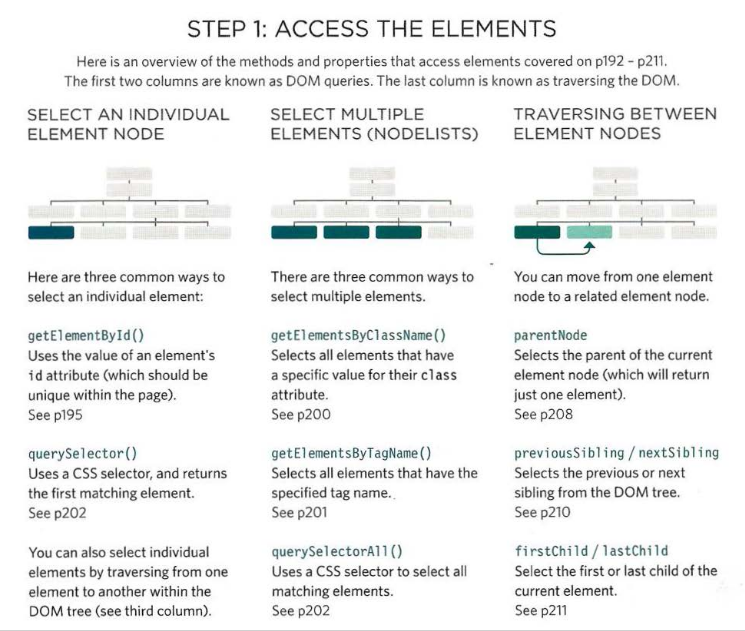 STEP 1: ACCESS THE ELEMENTS
Here is an overview of the methods and properties that access elements covered on p192 – p211.
The first two columns are known as DOM queries. The last column is known as traversing the DOM.
SELECT AN INDIVIDUAL
ELEMENT NODE
Here are three common ways to
select an individual element:
getElementById()
Uses the value of an element's
id attribute (which should be
unique within the page).
See p195
querySelector()
Uses a CSS selector, and returns
the first matching element.
See p202
You can also select individual
elements by traversing from one
element to another within the
DOM tree (see third column).
SELECT MULTIPLE
ELEMENTS (NODELISTS)
There are three common ways to
select multiple elements.
getElementsByClassName()
Selects all elements that have
a specific value for their class
attribute.
See p200
getElementsByTagName()
Selects all elements that have the
specified tag name.
See p201
querySelectorAll()
Uses a CSS selector to select all
matching elements.
See p202
TRAVERSING BETWEEN
ELEMENT NODES
You can move from one element
node to a related element node.
parentNode
Selects the parent of the current
element node (which will return
just one element).
See p208
previousSibling / nextSibling
Selects the previous or next
sibling from the DOM tree.
See p210
firstChild / lastChild
Select the first or last child of the
current element.
See p211